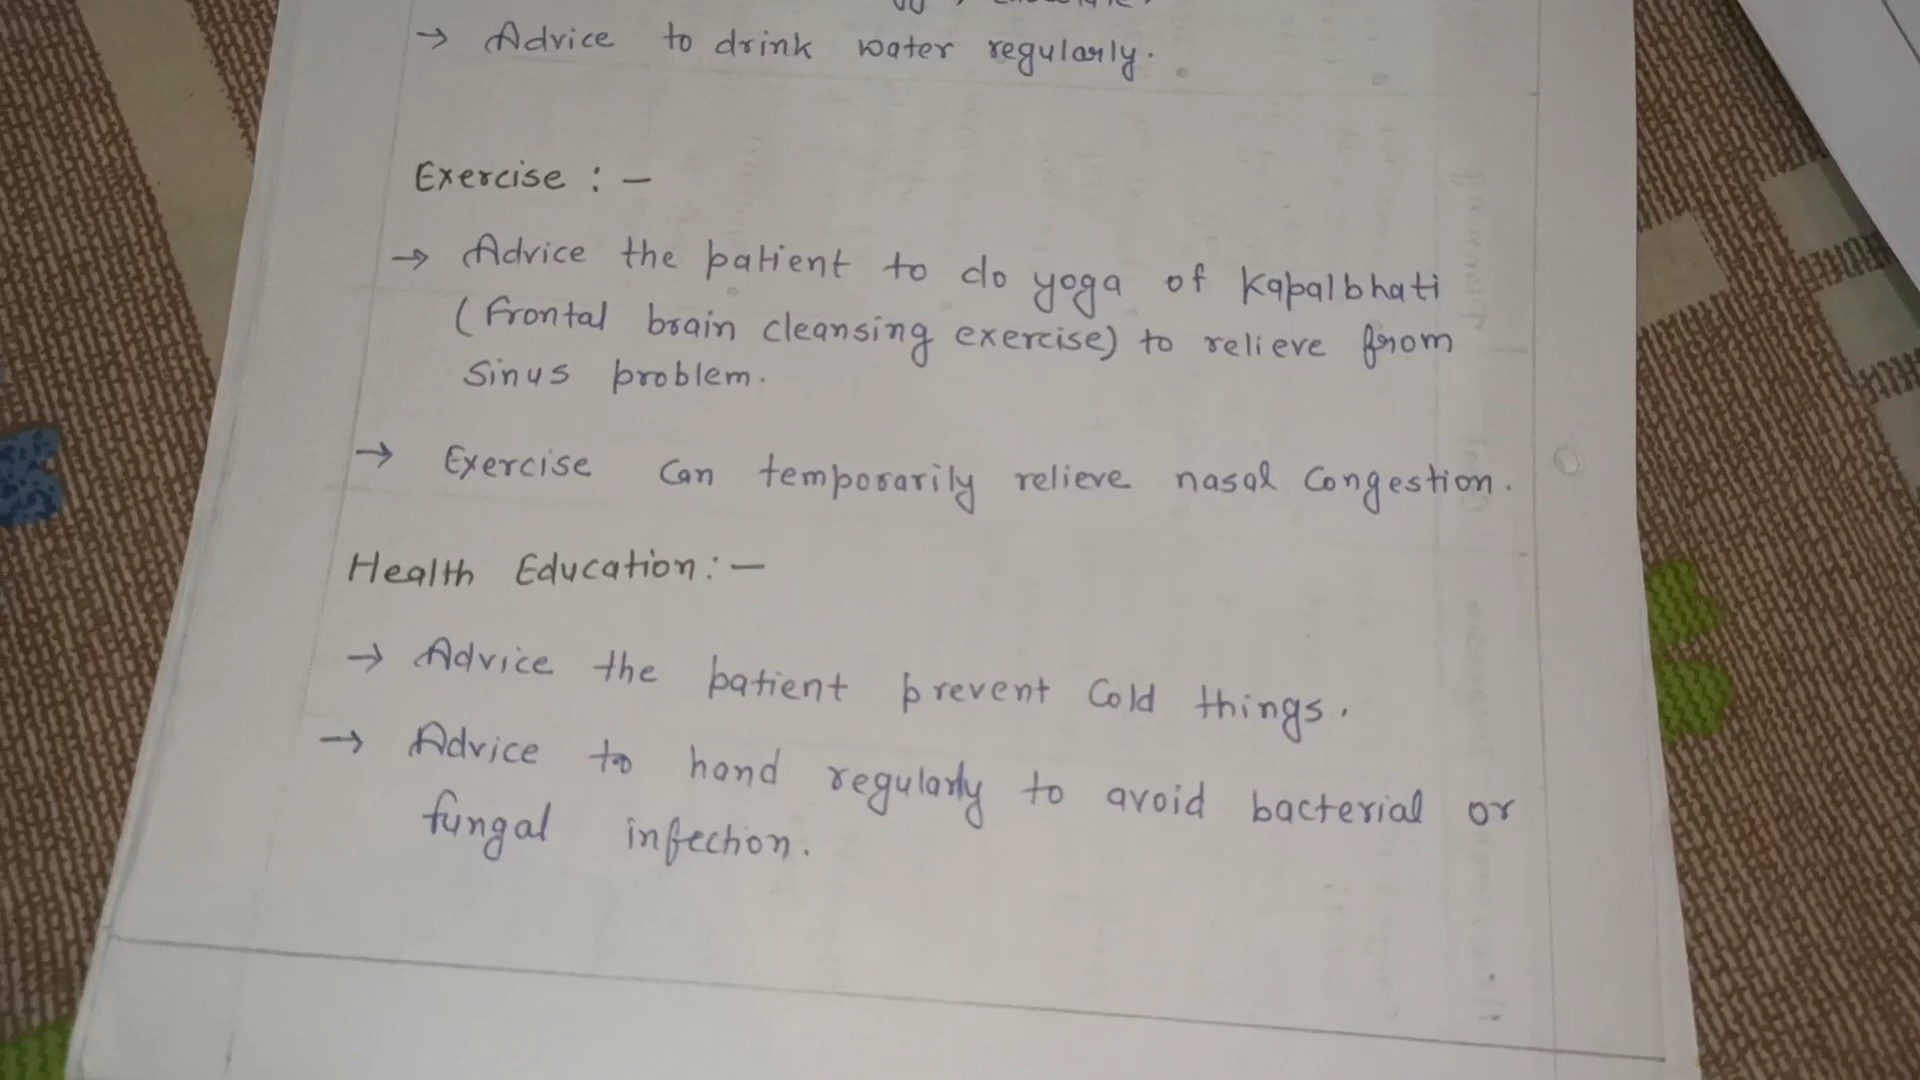 → Advice to drink water regularly.
Exercise : –
→ Advice the patient to do yoga of Kapalbhati
(frontal brain cleansing exercise) to relieve from
sinus problem.
→ Exercise can temporarily relieve nasal congestion.
Health Education : –
→ Advice the patient prevent cold things.
→ Advice to hand regularly to avoid bacterial or
fungal infection.